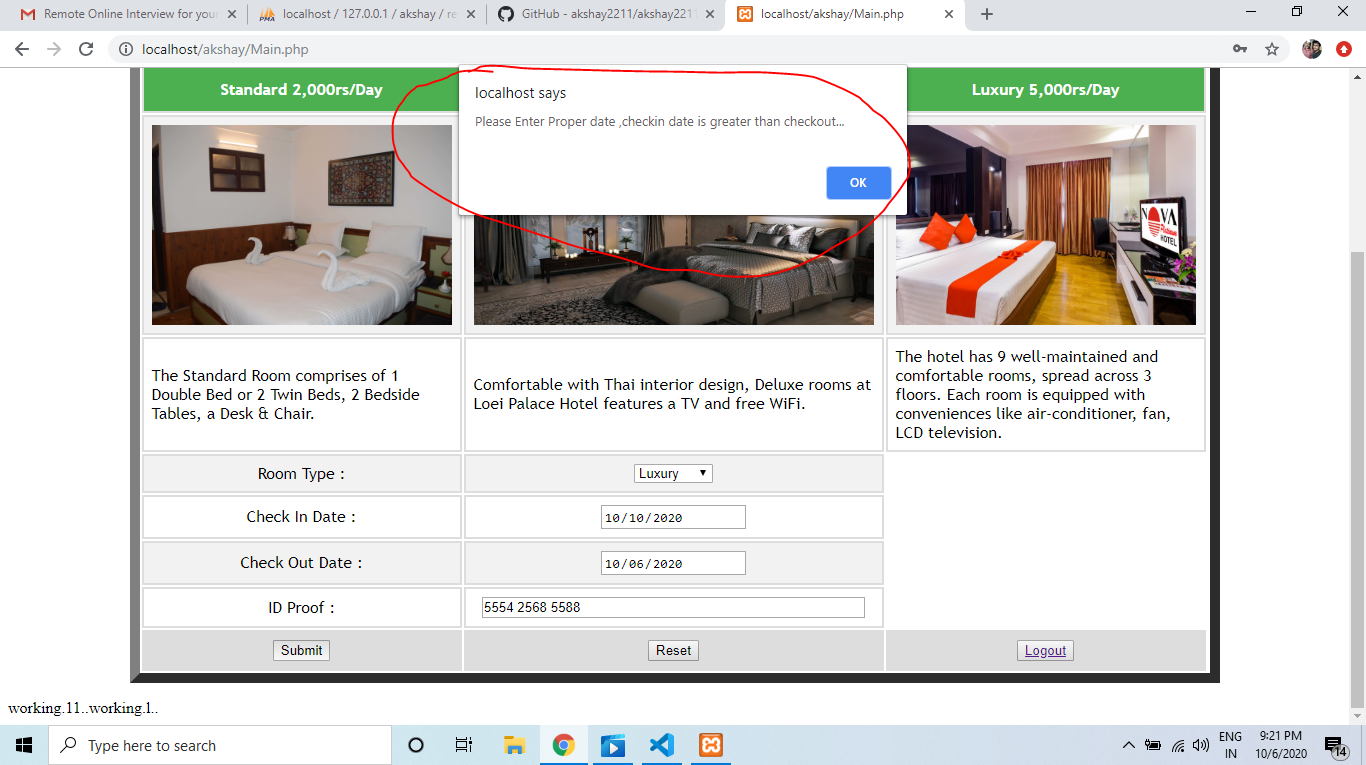 Remote Online Interview for your
localhost / 127.0.0.1 / akshay / re
GitHub - akshay2211/akshay2211
localhost/akshay/Main.php
localhost/akshay/Main.php
Standard 2,000rs/Day
Luxury 5,000rs/Day
localhost says
Please Enter Proper date ,checkin date is greater than checkout...
OK
NOVA
Platinum
HOTEL
The Standard Room comprises of 1
Double Bed or 2 Twin Beds, 2 Bedside
Tables, a Desk & Chair.
Comfortable with Thai interior design, Deluxe rooms at
Loei Palace Hotel features a TV and free WiFi.
The hotel has 9 well-maintained and
comfortable rooms, spread across 3
floors. Each room is equipped with
conveniences like air-conditioner, fan,
LCD television.
Room Type :
Luxury
Check In Date :
10/10/2020
Check Out Date :
10/06/2020
ID Proof :
5554 2568 5588
Submit
Reset
Logout
working.11..working.1..
Type here to search
ENG
IN
9:21 PM
10/6/2020
14